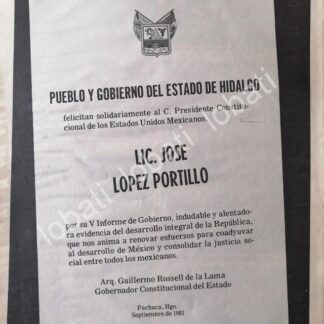 PUEBLO Y GOBIERNO DEL ESTADO DE HIDALGO
felicitan solidariamente al C. Presidente Constitu-
cional de los Estados Unidos Mexicanos.
LIC. JOSE
LOPEZ PORTILLO
por su V Informe de Gobierno, indudable y alentado-
ra evidencia del desarrollo integral de la República,
que nos anima a renovar esfuerzos para coadyuvar
al desarrollo de México y consolidar la justicia so-
cial entre todos los mexicanos.
Arq. Guillermo Rossell de la Lama
Gobernador Constitucional del Estado
Pachuca, Hgo.
Septiembre de 1981
lobati lobati lobati